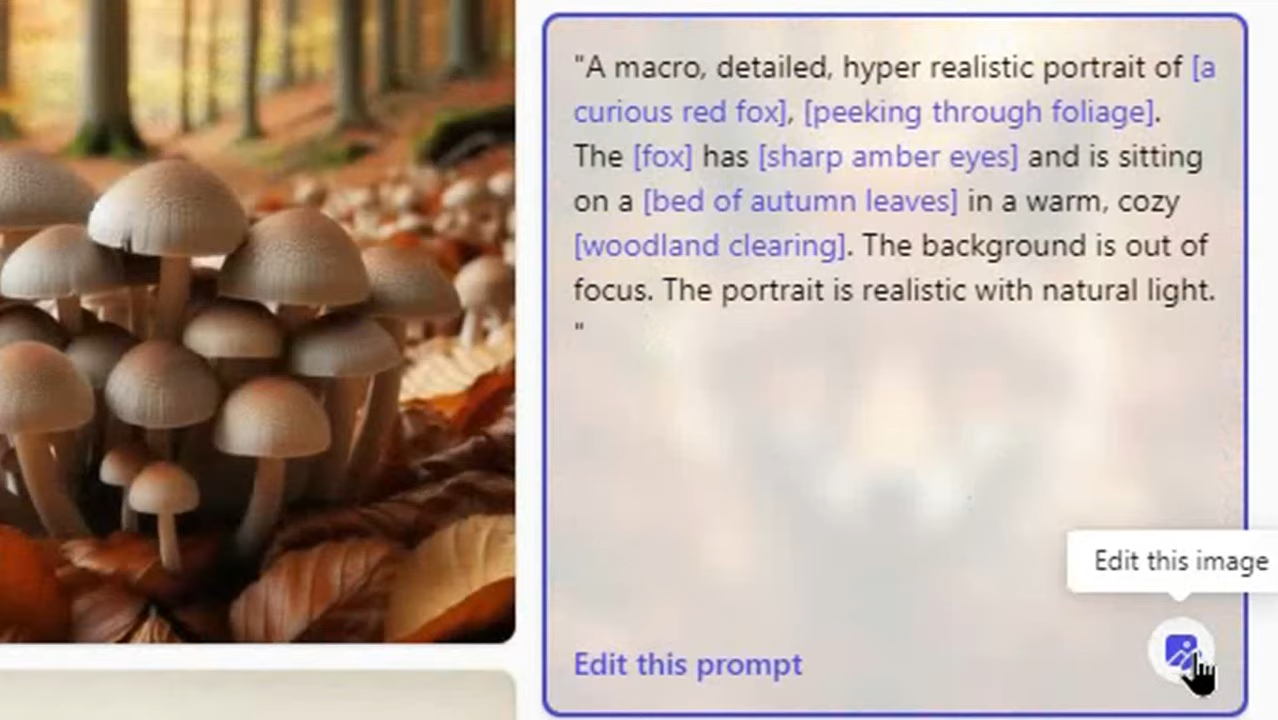 "A macro, detailed, hyper realistic portrait of [a
curious red fox], [peeking through foliage].
The [fox] has [sharp amber eyes] and is sitting
on a [bed of autumn leaves] in a warm, cozy
[woodland clearing]. The background is out of
focus. The portrait is realistic with natural light.
"
Edit this image
Edit this prompt